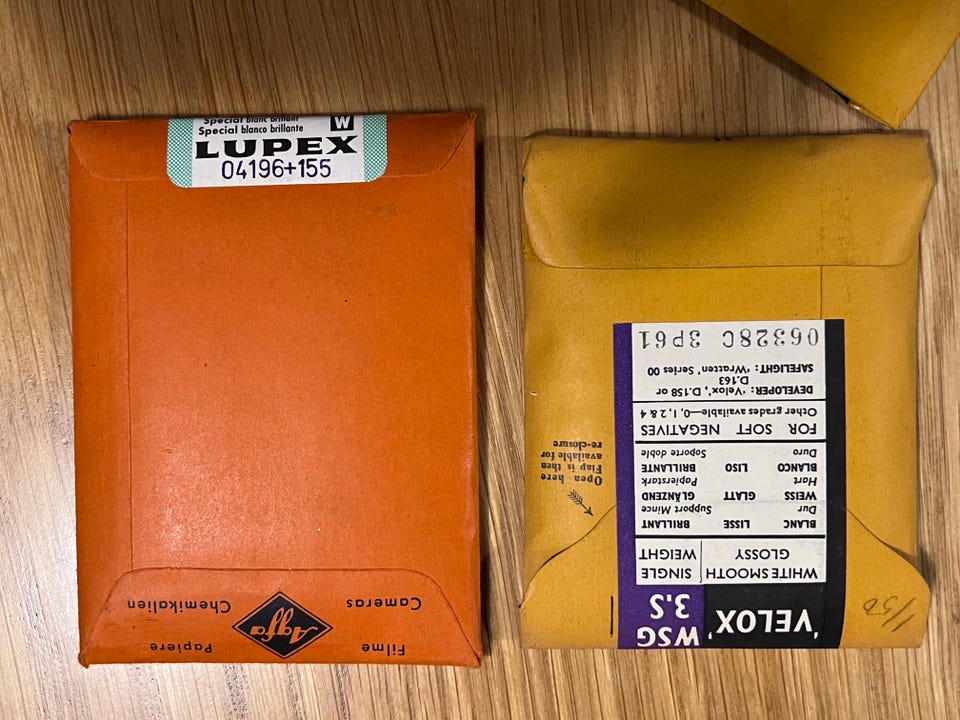 Special blanc brillant
Special blanco brillante W
LUPEX
04196+155
Cameras Chemikalien
Agfa
Filme Papiere
'VELOX' WSG
3.S
WHITE SMOOTH SINGLE
GLOSSY WEIGHT
BLANC LISSE BRILLANT
Dur Support Mince
WEISS GLATT GLÄNZEND
Hart Papierstark
BLANCO LISO BRILLANTE
Duro Soporte doble
FOR SOFT NEGATIVES
Other grades available—0, 1, 2 & 4
DEVELOPER: 'Velox', D.158 or
D.163
SAFELIGHT: 'Wratten' Series 00
06328C 3P61
Open here
Flap is then
available for
re-closure
1/50